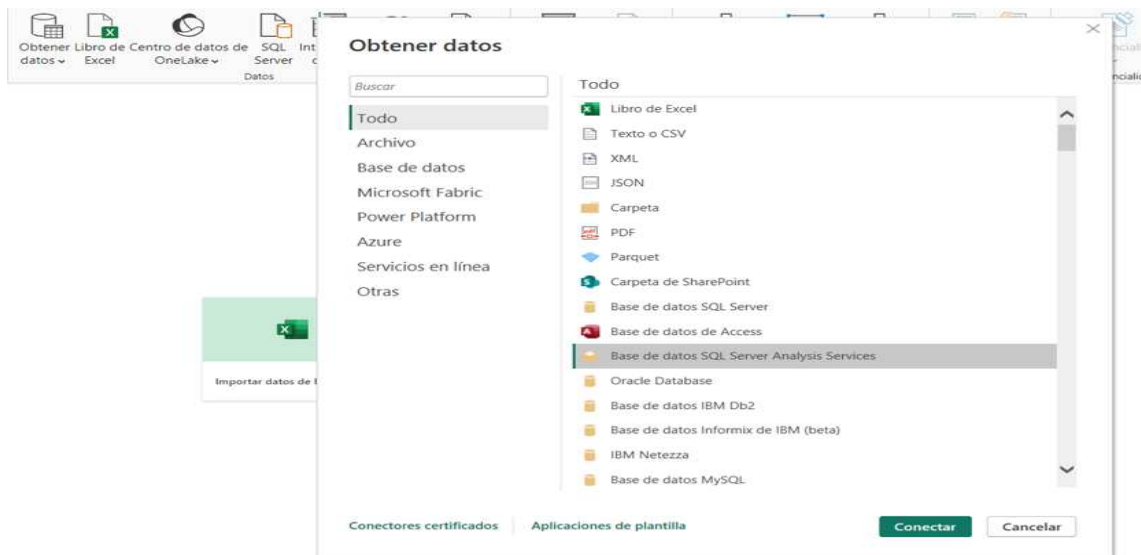 Obtener Libro de Centro de datos de SQL Int
datos Excel OneLake Server
Datos
Obtener datos
Buscar
Todo
Archivo
Base de datos
Microsoft Fabric
Power Platform
Azure
Servicios en línea
Otras
Todo
Libro de Excel
Texto o CSV
XML
JSON
Carpeta
PDF
Parquet
Carpeta de SharePoint
Base de datos SQL Server
Base de datos de Access
Base de datos SQL Server Analysis Services
Oracle Database
Base de datos IBM Db2
Base de datos Informix de IBM (beta)
IBM Netezza
Base de datos MySQL
Importar datos de
Conectores certificados Aplicaciones de plantilla
Conectar Cancelar